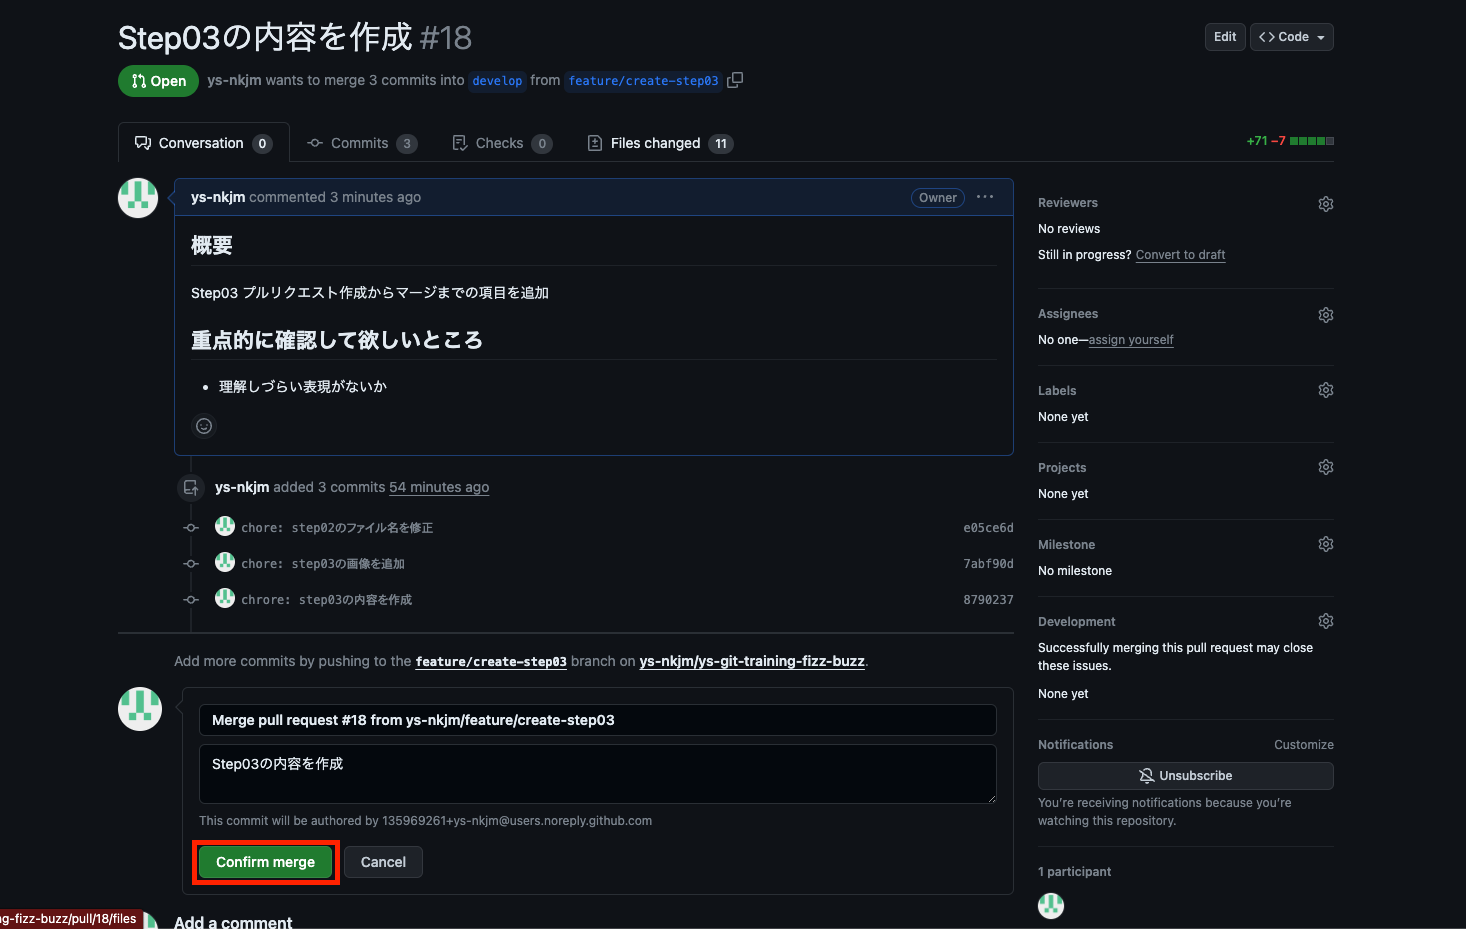 Step03の内容を作成 #18
Edit
<> Code
Open
ys-nkjm wants to merge 3 commits into develop from feature/create-step03
Conversation 0
Commits 3
Checks 0
Files changed 11
+71 −7
ys-nkjm commented 3 minutes ago
Owner
概要
Step03 プルリクエスト作成からマージまでの項目を追加
重点的に確認して欲しいところ
• 理解しづらい表現がないか
ys-nkjm added 3 commits 54 minutes ago
chore: step02のファイル名を修正 e05ce6d
chore: step03の画像を追加 7abf90d
chrore: step03の内容を作成 8790237
Add more commits by pushing to the feature/create-step03 branch on ys-nkjm/ys-git-training-fizz-buzz.
Merge pull request #18 from ys-nkjm/feature/create-step03
Step03の内容を作成
This commit will be authored by 135969261+ys-nkjm@users.noreply.github.com
Confirm merge
Cancel
Add a comment
ng-fizz-buzz/pull/18/files
Reviewers
No reviews
Still in progress? Convert to draft
Assignees
No one—assign yourself
Labels
None yet
Projects
None yet
Milestone
No milestone
Development
Successfully merging this pull request may close
these issues.
None yet
Notifications
Customize
Unsubscribe
You're receiving notifications because you're
watching this repository.
1 participant